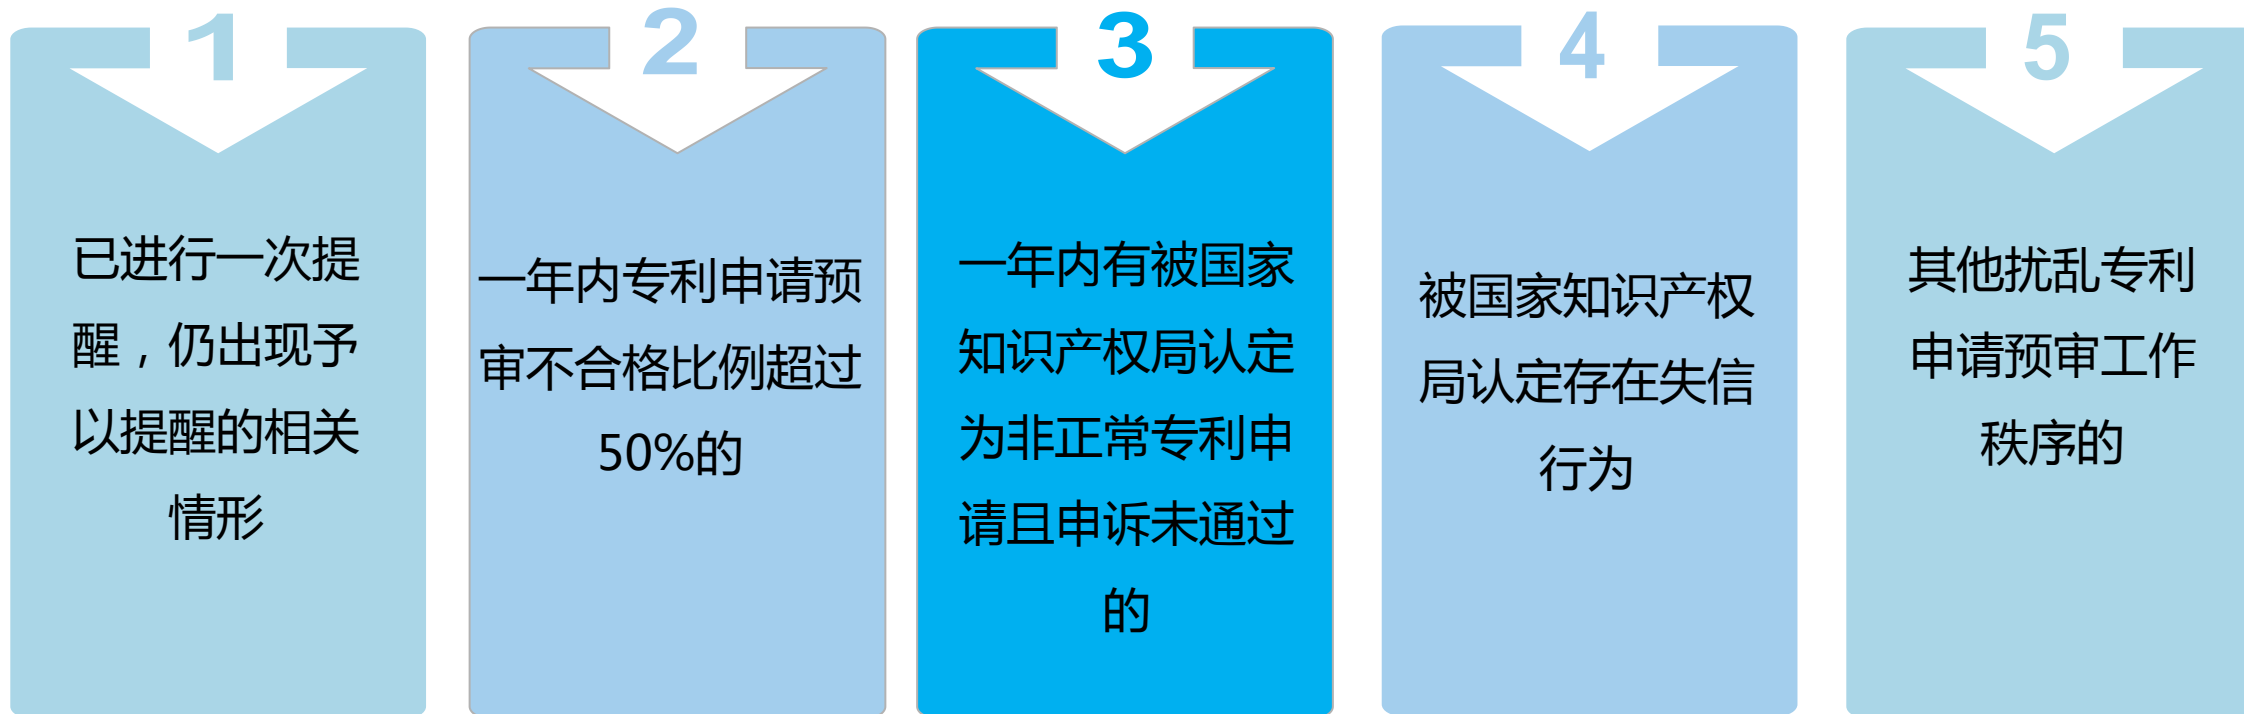 1
已进行一次提
醒，仍出现予
以提醒的相关
情形
2
一年内专利申请预
审不合格比例超过
50%的
3
一年内有被国家
知识产权局认定
为非正常专利申
请且申诉未通过
的
4
被国家知识产权
局认定存在失信
行为
5
其他扰乱专利
申请预审工作
秩序的